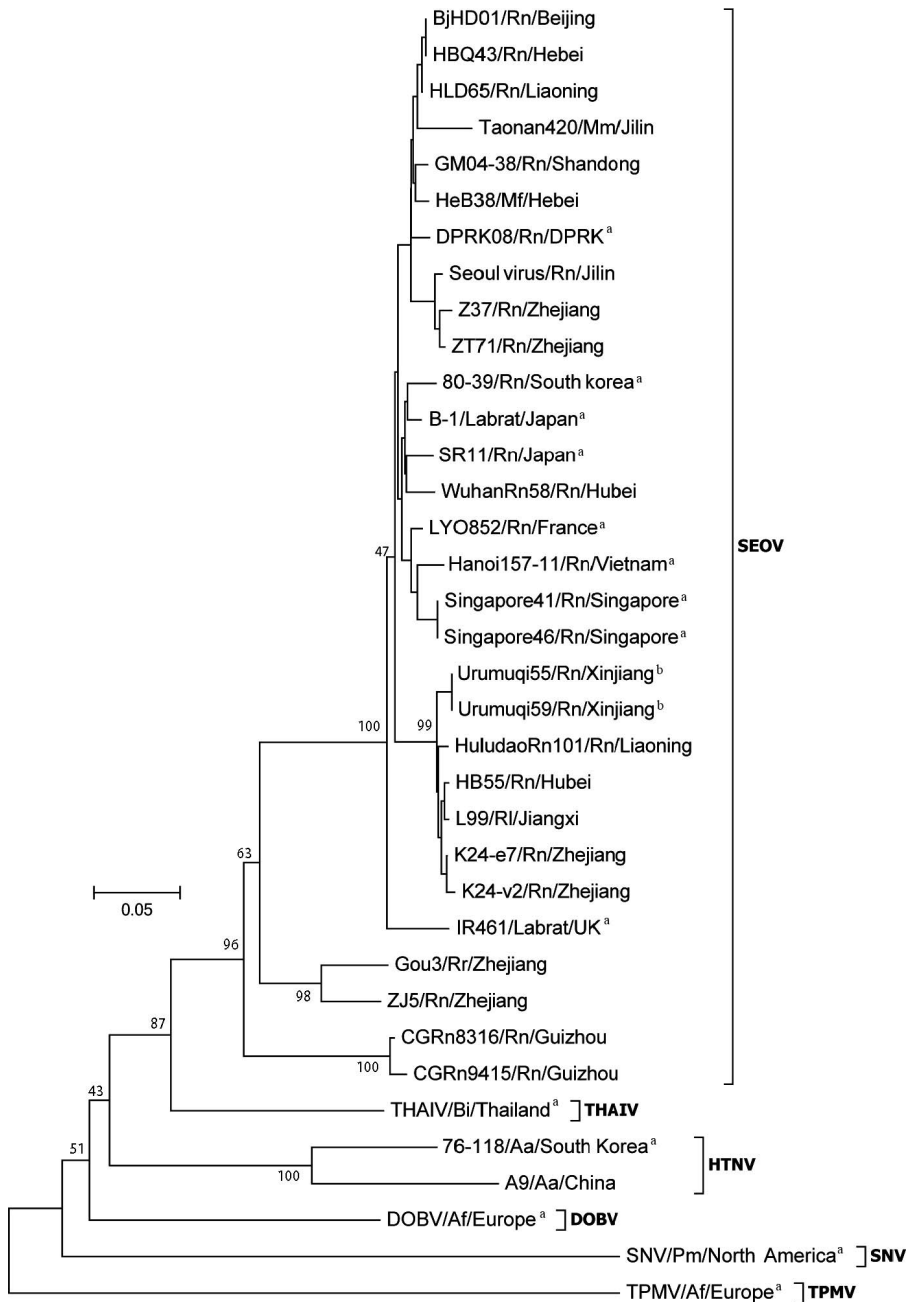 BjHD01/Rn/Beijing
HBQ43/Rn/Hebei
HLD65/Rn/Liaoning
Taonan420/Mm/Jilin
GM04-38/Rn/Shandong
HeB38/Mf/Hebei
DPRK08/Rn/DPRK a
Seoul virus/Rn/Jilin
Z37/Rn/Zhejiang
ZT71/Rn/Zhejiang
80-39/Rn/South korea a
B-1/Labrat/Japan a
SR11/Rn/Japan a
WuhanRn58/Rn/Hubei
LYO852/Rn/France a
SEOV
47
Hanoi157-11/Rn/Vietnam a
Singapore41/Rn/Singapore a
Singapore46/Rn/Singapore a
Urumuqi55/Rn/Xinjiang b
Urumuqi59/Rn/Xinjiang b
100
99
HuludaoRn101/Rn/Liaoning
HB55/Rn/Hubei
L99/Rl/Jiangxi
63
K24-e7/Rn/Zhejiang
K24-v2/Rn/Zhejiang
0.05
IR461/Labrat/UK a
96
Gou3/Rr/Zhejiang
98
ZJ5/Rn/Zhejiang
87
CGRn8316/Rn/Guizhou
100
CGRn9415/Rn/Guizhou
43
THAIV/Bi/Thailand a THAIV
51
76-118/Aa/South Korea a
HTNV
100
A9/Aa/China
DOBV/Af/Europe a DOBV
SNV/Pm/North America a SNV
TPMV/Af/Europe a TPMV